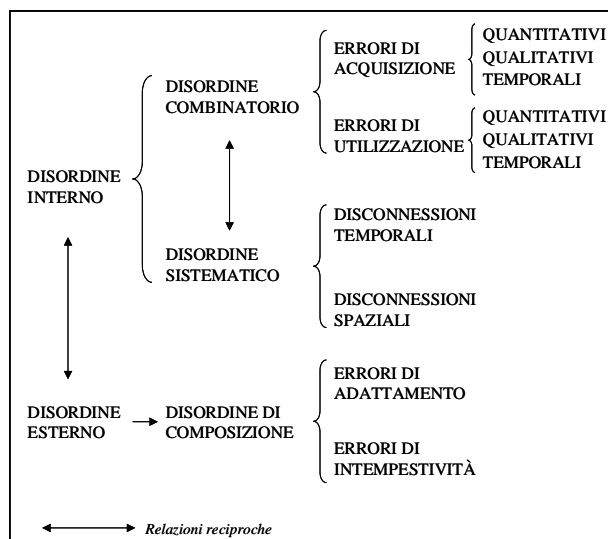 QUANTITATIVI
QUALITATIVI
TEMPORALI
ERRORI DI
ACQUISIZIONE
DISORDINE
COMBINATORIO
ERRORI DI
UTILIZZAZIONE
QUANTITATIVI
QUALITATIVI
TEMPORALI
DISORDINE
INTERNO
DISCONNESSIONI
TEMPORALI
DISORDINE
SISTEMATICO
DISCONNESSIONI
SPAZIALI
ERRORI DI
ADATTAMENTO
DISORDINE
ESTERNO
DISORDINE DI
COMPOSIZIONE
ERRORI DI
INTEMPESTIVITÀ
Relazioni reciproche